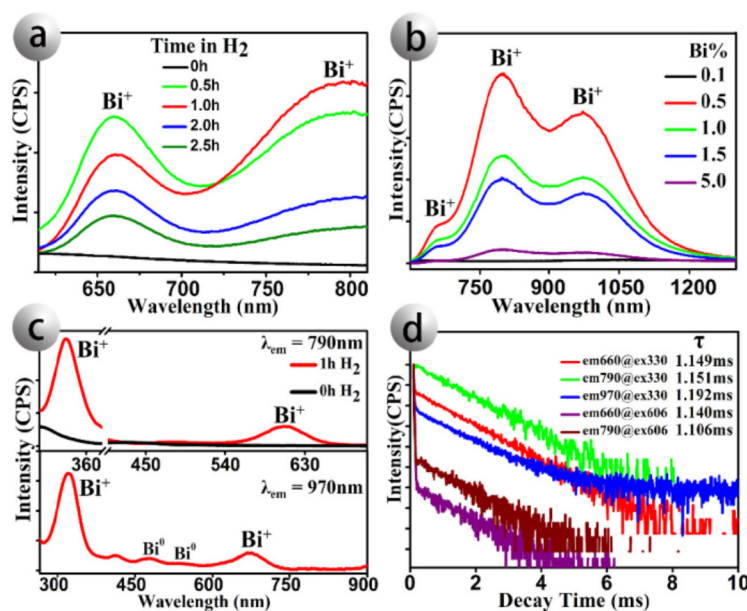 a
Time in H2
0h
0.5h
1.0h
2.0h
2.5h
Bi+
Bi+
Intensity (CPS)
650 700 750 800
Wavelength (nm)
b
Bi%
0.1
0.5
1.0
1.5
5.0
Bi+
Bi+
Bi+
Intensity(CPS)
750 900 1050 1200
Wavelength (nm)
c
λem = 790nm
1h H2
0h H2
Bi+
Bi+
360 450 540 630
λem = 970nm
Bi+
Bi0
Bi0
Bi+
Intensity (CPS)
300 450 600 750 900
Wavelength (nm)
d
τ
em660@ex330 1.149ms
em790@ex330 1.151ms
em970@ex330 1.192ms
em660@ex606 1.140ms
em790@ex606 1.106ms
Intensity(CPS)
0 2 4 6 8 10
Decay Time (ms)